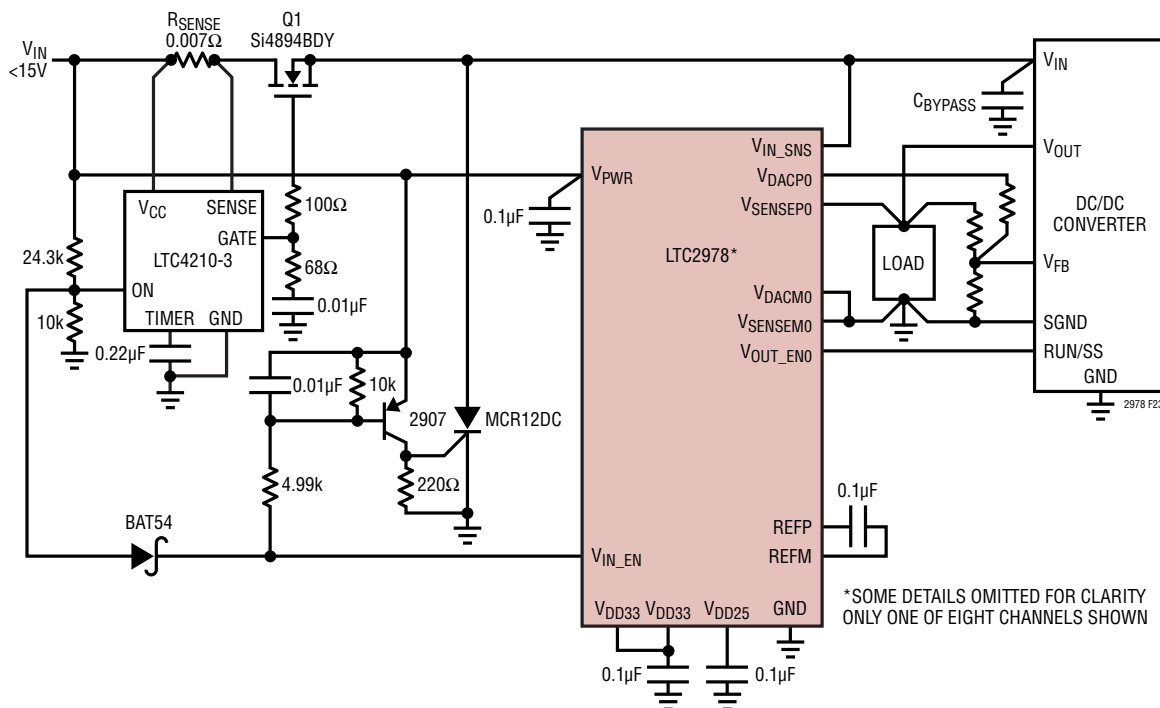 RSENSE
0.007Ω
Q1
Si4894BDY
VIN
<15V
VIN
CBYPASS
VOUT
DC/DC
CONVERTER
VFB
SGND
RUN/SS
GND
2978 F23
VCC
SENSE
GATE
LTC4210-3
ON
TIMER
GND
24.3k
10k
0.22µF
100Ω
68Ω
0.01µF
0.01µF
10k
2907
MCR12DC
4.99k
220Ω
BAT54
0.1µF
VPWR
LTC2978*
VIN_SNS
VDACP0
VSENSEP0
VDACM0
VSENSEM0
VOUT_EN0
LOAD
REFP
REFM
0.1µF
VIN_EN
VDD33
VDD33
VDD25
GND
0.1µF
0.1µF
*SOME DETAILS OMITTED FOR CLARITY
ONLY ONE OF EIGHT CHANNELS SHOWN